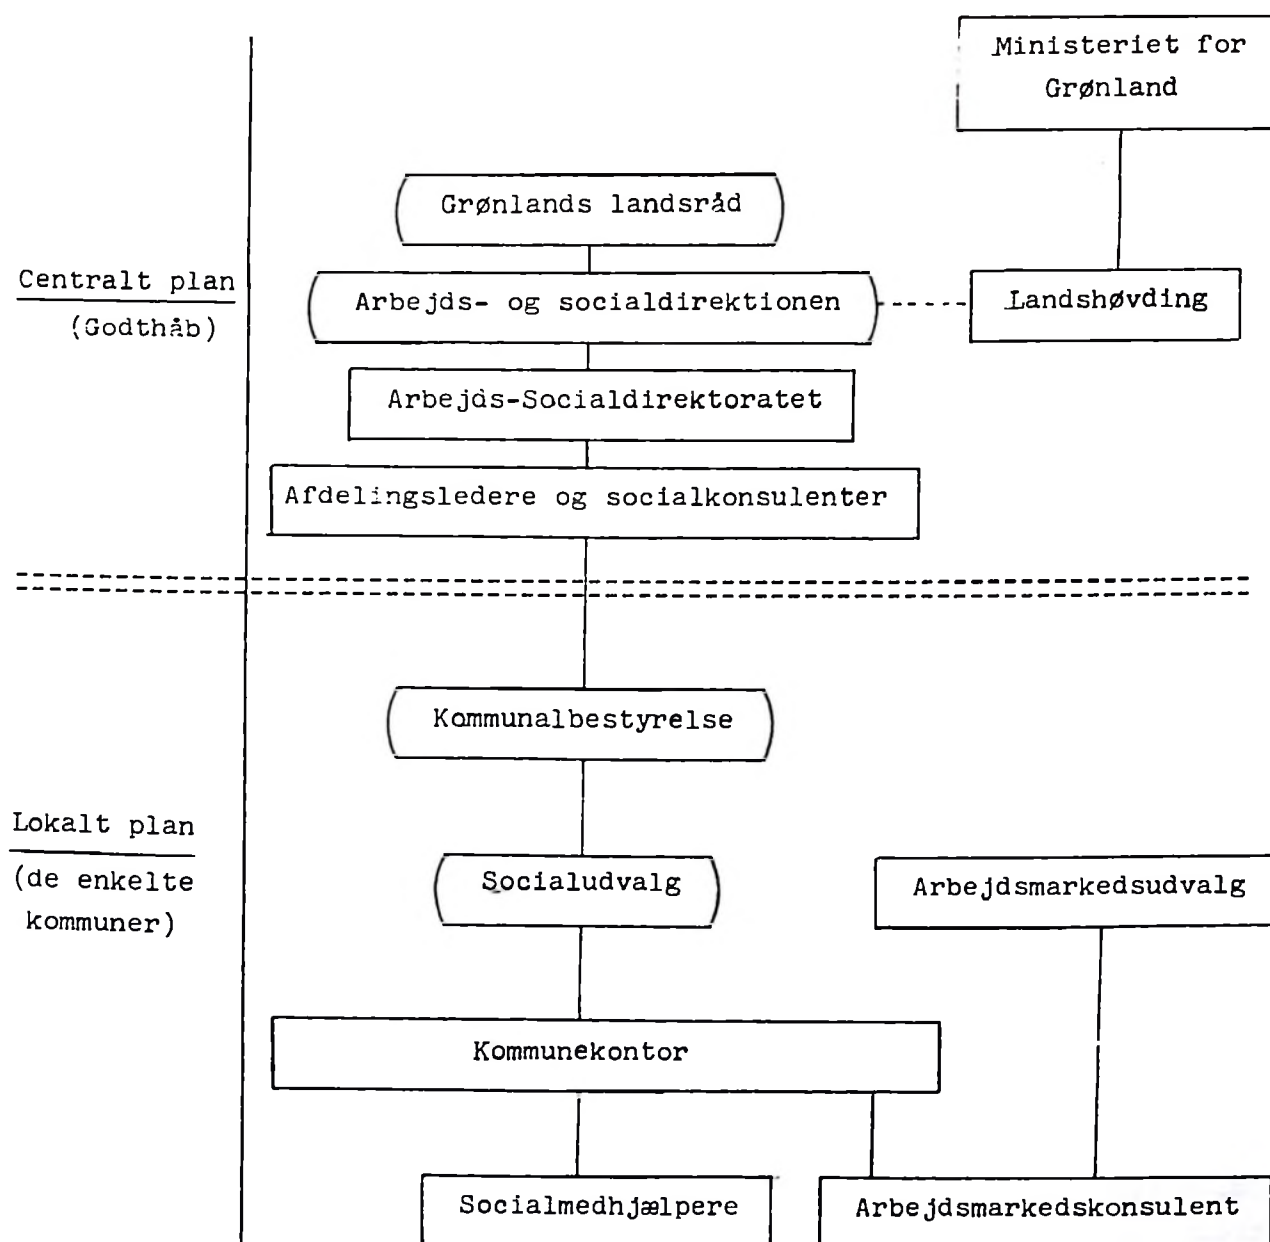 Ministeriet for
Grønland
Grønlands landsråd
Centralt plan
(Godthåb)
Arbejds- og socialdirektionen
Landshøvding
Arbejds-Socialdirektoratet
Afdelingsledere og socialkonsulenter
Kommunalbestyrelse
Lokalt plan
(de enkelte
kommuner)
Socialudvalg
Arbejdsmarkedsudvalg
Kommunekontor
Socialmedhjælpere
Arbejdsmarkedskonsulent